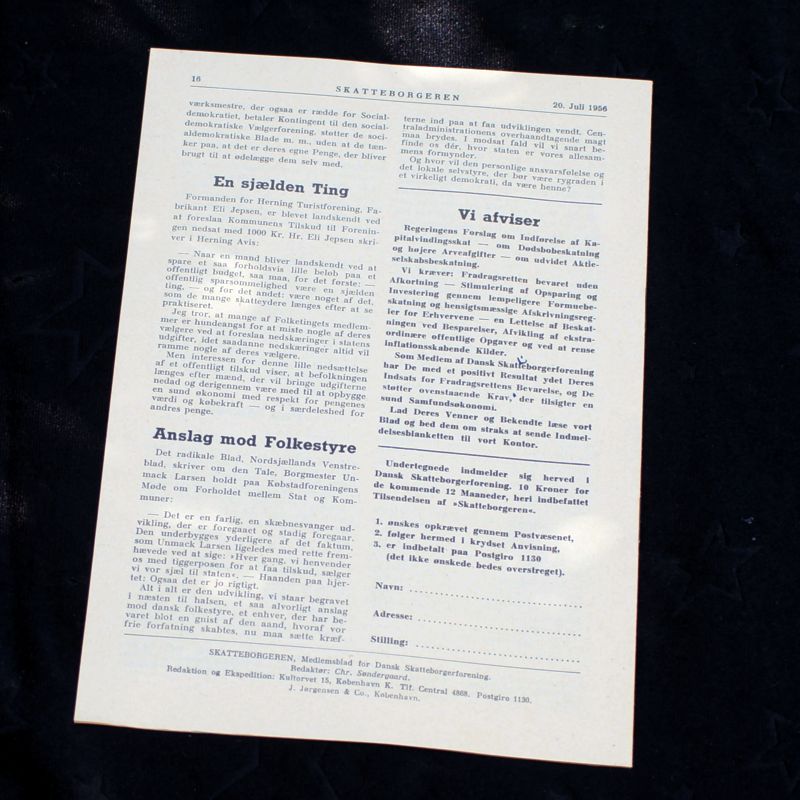 16
SKATTEBORGEREN
20. Juli 1956
værksmestre, der ogsaa er rædde for Social-
demokratiet, betaler Kontingent til den social-
demokratiske Vælgerforening, støtter de soci-
aldemokratiske Blade m. m., uden at de tæn-
ker paa, at det er deres egne Penge, der bliver
brugt til at ødelægge dem selv med.
En sjælden Ting
Formanden for Herning Turistforening, Fa-
brikant Eli Jepsen, er blevet landskendt ved
at foreslaa Kommunens Tilskud til Forenin-
gen nedsat med 1000 Kr. Hr. Eli Jepsen skri-
ver i Herning Avis:
— Naar en mand bliver landskendt ved at
spare et saa forholdsvis lille beløb paa et
offentligt budget, saa maa, for det første: —
offentlig sparsommelighed være en sjælden
ting, — og for det andet: være noget af det,
som de mange skatteydere længes efter at se
praktiseret.
Jeg tror, at mange af Folketingets medlem-
mer er hundeangst for at miste nogle af deres
vælgere ved at foreslaa nedskæringer i statens
udgifter, idet saadanne nedskæringer altid vil
ramme nogle af deres vælgere.
Men interessen for denne lille nedsættelse
af et offentligt tilskud viser, at befolkningen
længes efter mænd, der vil bringe udgifterne
nedad og derigennem være med til at opbygge
en sund økonomi med respekt for pengenes
værdi og købekraft — og i særdeleshed for
andres penge.
Anslag mod Folkestyre
Det radikale Blad, Nordsjællands Venstre-
blad, skriver om den Tale, Borgmester Un-
mack Larsen holdt paa Købstadforeningens
Møde om Forholdet mellem Stat og Kom-
muner:
— Det er en farlig, en skæbnesvanger ud-
vikling, der er foregaaet og stadig foregaar.
Den underbygges yderligere af det faktum,
som Unmack Larsen ligeledes med rette frem-
hævede ved at sige: »Hver gang, vi henvender
os med tiggerposen for at faa tilskud, sælger
vi vor sjæl til staten«. — Haanden paa hjer-
tet: Ogsaa det er jo rigtigt.
Alt i alt er den udvikling, vi staar begravet
i næsten til halsen, et saa alvorligt anslag
mod dansk folkestyre, at enhver, der har be-
varet blot en gnist af den aand, hvoraf vor
frie forfatning skabtes, nu maa sætte kræf-
terne ind paa at faa udviklingen vendt. Cen-
traladministrationens overhaandtagende magt
maa brydes. I modsat fald vil vi snart be-
finde os dér, hvor staten er vores allesam-
mens formynder.
Og hvor vil den personlige ansvarsfølelse og
det lokale selvstyre, der bør være rygraden i
et virkeligt demokrati, da være henne?
Vi afviser
Regeringens Forslag om Indførelse af Ka-
pitalvindingsskat — om Dødsbobeskatning
og højere Arveafgifter — om udvidet Aktie-
selskabsbeskatning.
Vi kræver: Fradragsretten bevaret uden
Afkortning — Stimulering af Opsparing og
Investering gennem lempeligere Formuebe-
skatning og hensigtsmæssige Afskrivningsreg-
ler for Erhvervene — en Lettelse af Beskat-
ningen ved Besparelser, Afvikling af ekstra-
ordinære offentlige Opgaver og ved at rense
inflationsskabende Kilder.
Som Medlem af Dansk Skatteborgerforening
har De med et positivt Resultat ydet Deres
Indsats for Fradragsrettens Bevarelse, og De
støtter ovenstaaende Krav, der tilsigter en
sund Samfundsøkonomi.
Lad Deres Venner og Bekendte læse vort
Blad og bed dem om straks at sende Indmel-
delsesblanketten til vort Kontor.
Undertegnede indmelder sig herved i
Dansk Skatteborgerforening. 10 Kroner for
de kommende 12 Maaneder, heri indbefattet
Tilsendelsen af »Skatteborgeren«.
1. ønskes opkrævet gennem Postvæsenet,
2. følger hermed i krydset Anvisning,
3. er indbetalt paa Postgiro 1130
(det ikke ønskede bedes overstreget).
Navn:
Adresse:
Stilling:
SKATTEBORGEREN, Medlemsblad for Dansk Skatteborgerforening.
Redaktør: Chr. Søndergaard.
Redaktion og Ekspedition: Kultorvet 15, København K. Tlf. Central 4868. Postgiro 1130.
J. Jørgensen & Co., København.